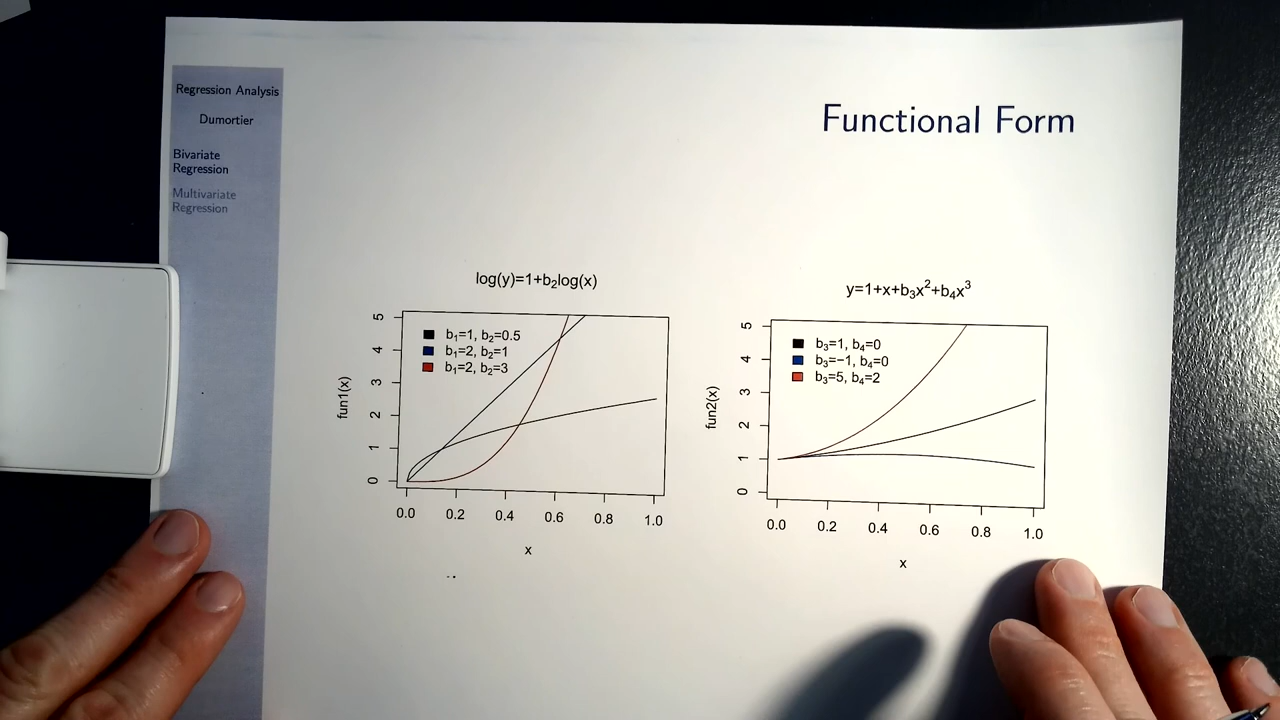 Regression Analysis
Dumortier
Bivariate
Regression
Multivariate
Regression
Functional Form
log(y)=1+b₂log(x)
b₁=1, b₂=0.5
b₁=2, b₂=1
b₁=2, b₂=3
fun1(x)
5
4
3
2
1
0
0.0 0.2 0.4 0.6 0.8 1.0
x
y=1+x+b₃x²+b₄x³
b₃=1, b₄=0
b₃=−1, b₄=0
b₃=5, b₄=2
fun2(x)
5
4
3
2
1
0
0.0 0.2 0.4 0.6 0.8 1.0
x